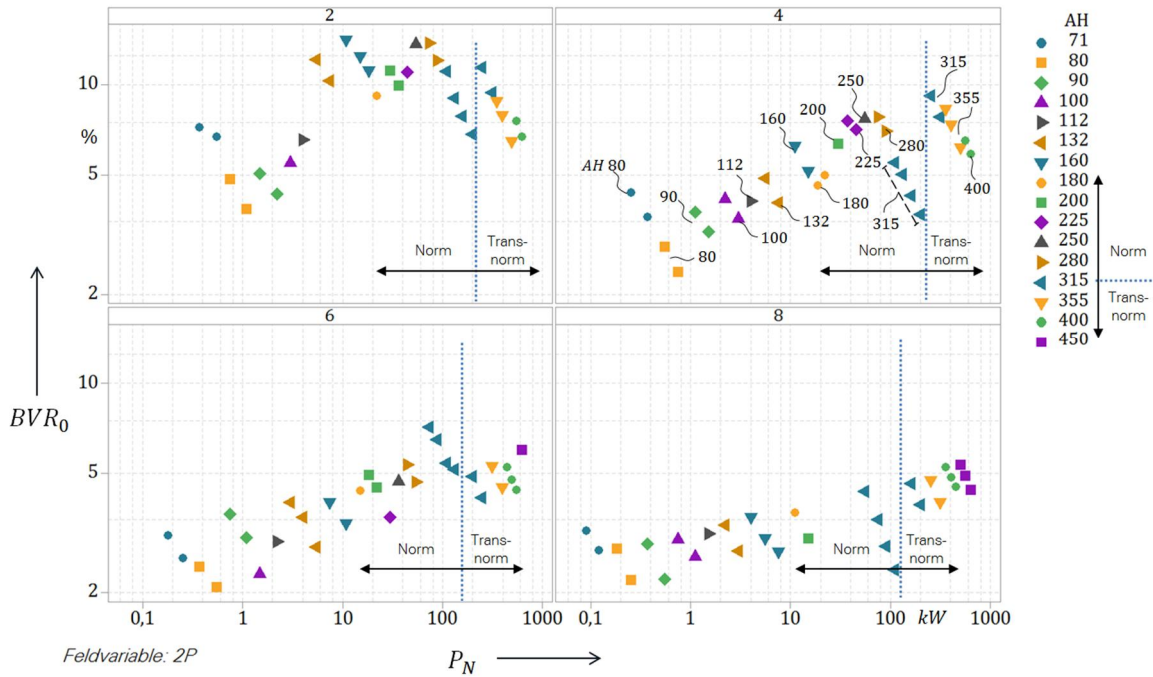 2
4
AH
71
80
90
100
112
132
160
180
200
225
250
280
315
355
400
450
Norm
Trans-
norm
10
%
5
2
Norm
Trans-
norm
AH 80
90
80
112
100
132
160
180
200
250
225
280
315
315
355
400
Norm
Trans-
norm
6
8
BVR0
10
5
2
Norm
Trans-
norm
Norm
Trans-
norm
0,1 1 10 100 1000
0,1 1 10 100 kW 1000
Feldvariable: 2P
PN